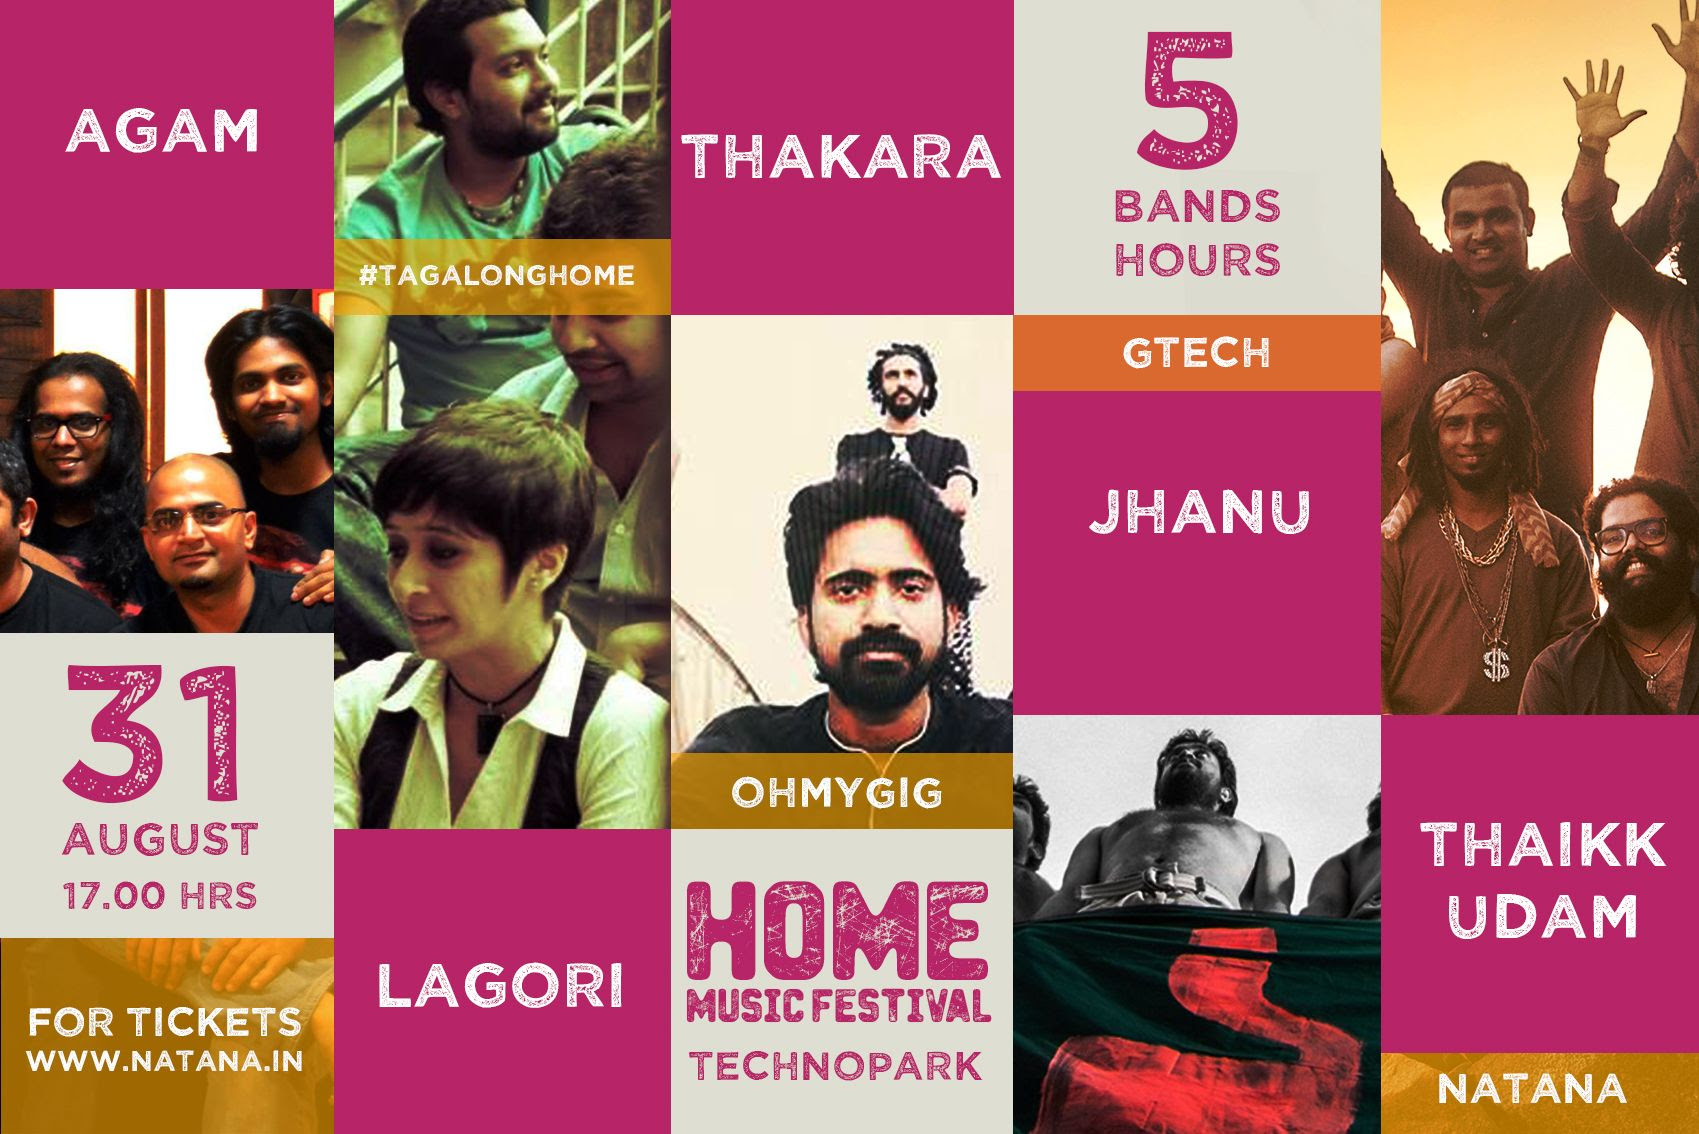 AGAM
#TAGALONGHOME
THAKARA
5
BANDS
HOURS
GTECH
JHANU
31
AUGUST
17.00 HRS
OHMYGIG
THAIKK
UDAM
FOR TICKETS
WWW.NATANA.IN
LAGORI
HOME
MUSIC FESTIVAL
TECHNOPARK
NATANA